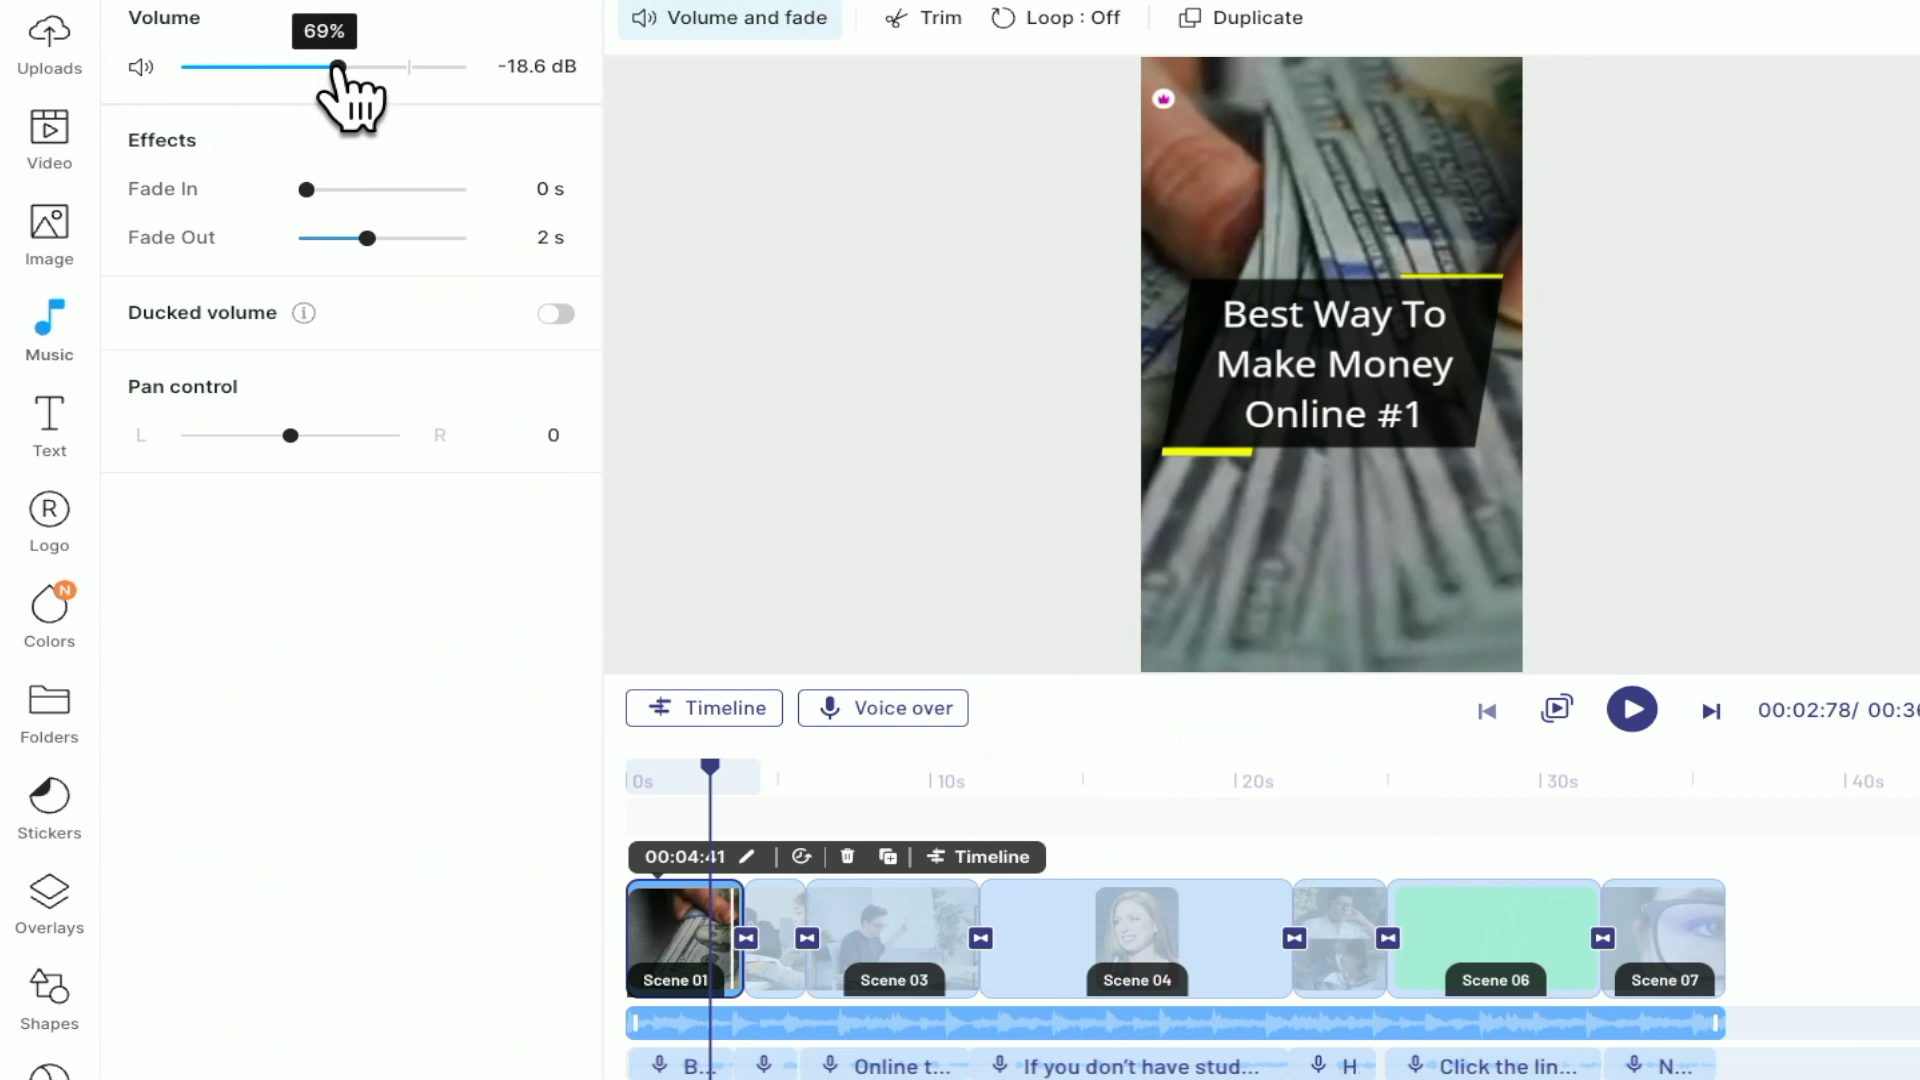 Uploads
Video
Image
Music
Text
R
Logo
N
Colors
Folders
Stickers
Overlays
Shapes
Volume
69%
-18.6 dB
Effects
Fade In
0 s
Fade Out
2 s
Ducked volume
i
Pan control
L
R
0
Volume and fade
Trim
Loop : Off
Duplicate
Best Way To
Make Money
Online #1
Timeline
Voice over
00:02:78/ 00:36
0s
10s
20s
30s
40s
00:04:41
Timeline
Scene 01
Scene 03
Scene 04
Scene 06
Scene 07
B...
Online t...
If you don't have stud...
H
Click the lin...
N...